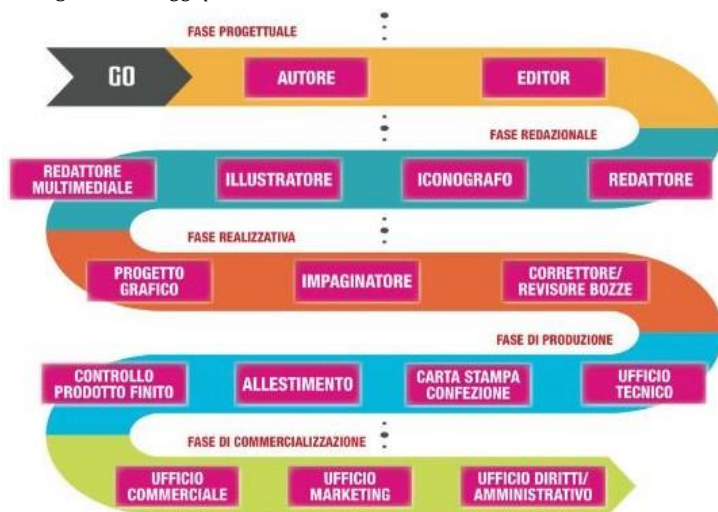 FASE PROGETTUALE
GO
AUTORE
EDITOR
FASE REDAZIONALE
REDATTORE
MULTIMEDIALE
ILLUSTRATORE
ICONOGRAFO
REDATTORE
FASE REALIZZATIVA
PROGETTO
GRAFICO
IMPAGINATORE
CORRETTORE/
REVISORE BOZZE
FASE DI PRODUZIONE
CONTROLLO
PRODOTTO FINITO
ALLESTIMENTO
CARTA STAMPA
CONFEZIONE
UFFICIO
TECNICO
FASE DI COMMERCIALIZZAZIONE
UFFICIO
COMMERCIALE
UFFICIO
MARKETING
UFFICIO DIRITTI/
AMMINISTRATIVO